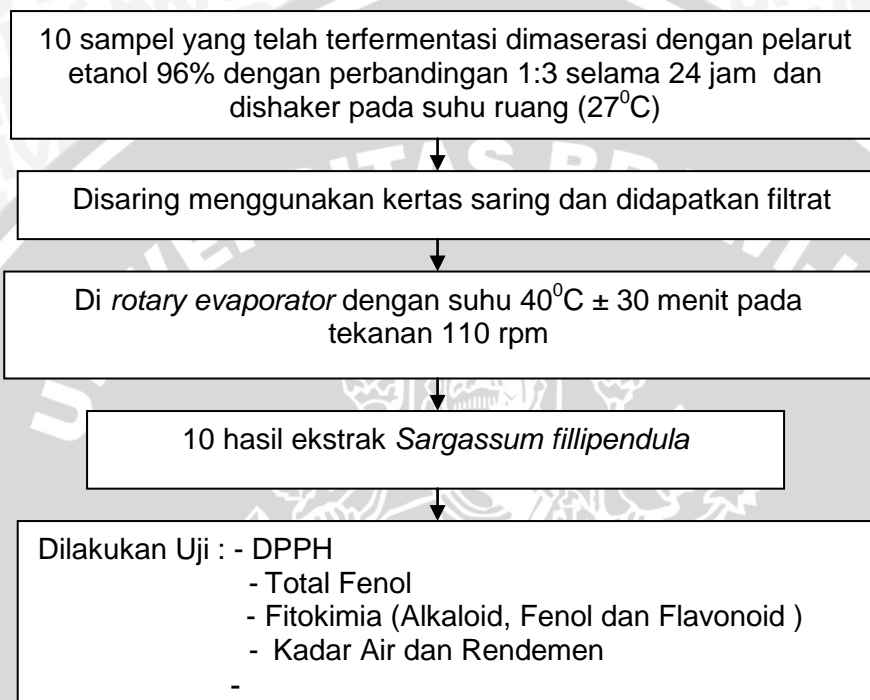 10 sampel yang telah terfermentasi dimaserasi dengan pelarut
etanol 96% dengan perbandingan 1:3 selama 24 jam dan
dishaker pada suhu ruang (27⁰C)
Disaring menggunakan kertas saring dan didapatkan filtrat
Di rotary evaporator dengan suhu 40⁰C ± 30 menit pada
tekanan 110 rpm
10 hasil ekstrak Sargassum fillipendula
Dilakukan Uji : - DPPH
- Total Fenol
- Fitokimia (Alkaloid, Fenol dan Flavonoid )
- Kadar Air dan Rendemen
-